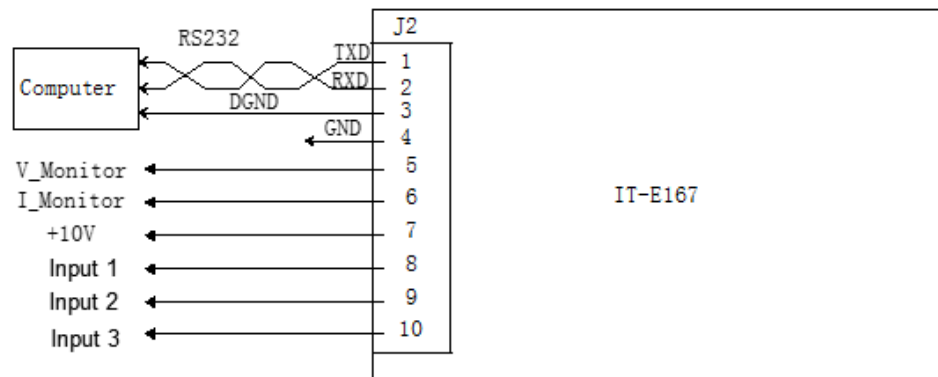 J2
RS232
TXD
1
Computer
RXD
2
DGND
3
GND
4
V_Monitor
5
I_Monitor
6
IT-E167
+10V
7
Input 1
8
Input 2
9
Input 3
10